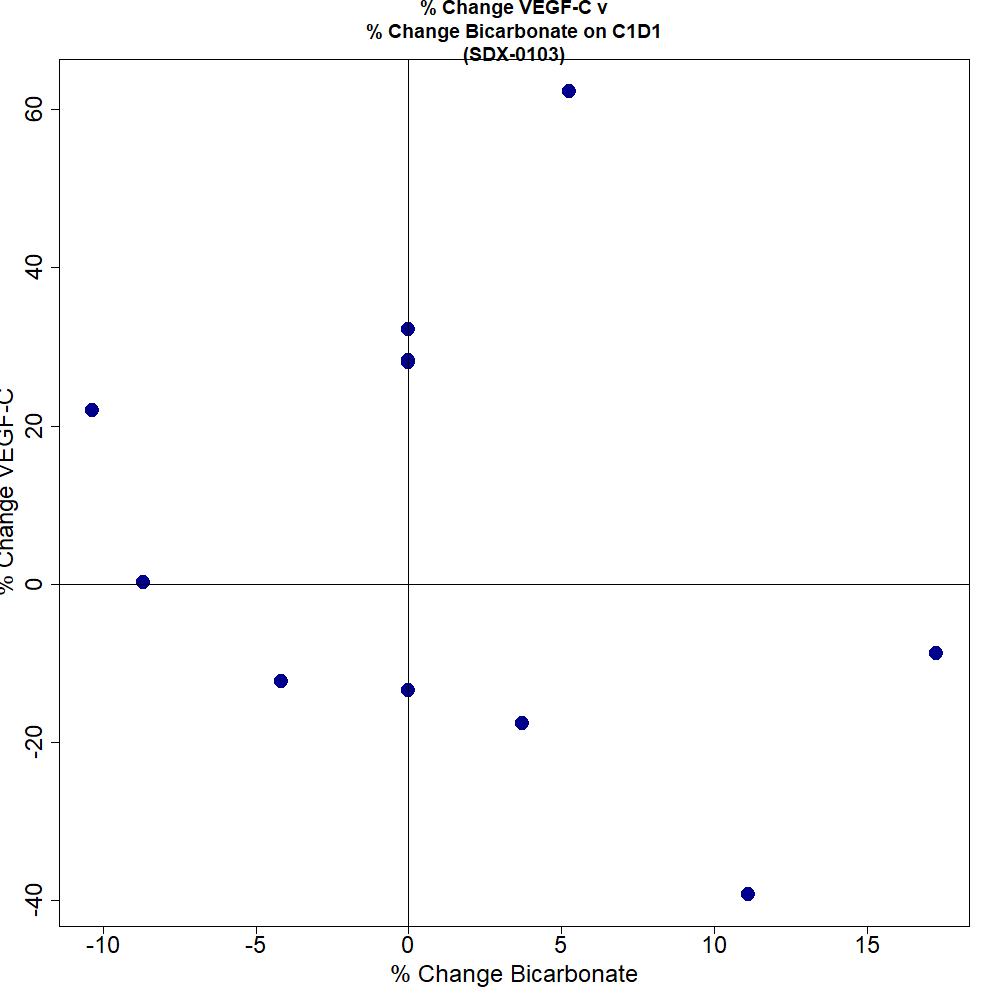 % Change VEGF-C v
% Change Bicarbonate on C1D1
(SDX-0103)
% Change VEGF-C
60
40
20
0
-20
-40
-10
-5
0
5
10
15
% Change Bicarbonate